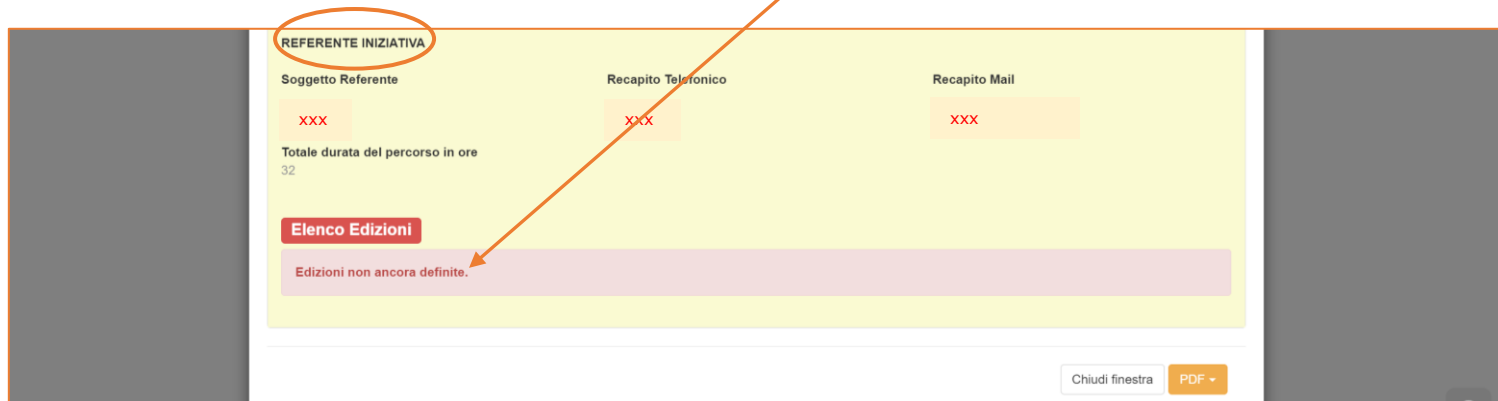 REFERENTE INIZIATIVA
Soggetto Referente Recapito Telefonico Recapito Mail
xxx xxx xxx
Totale durata del percorso in ore
32
Elenco Edizioni
Edizioni non ancora definite.
Chiudi finestra PDF